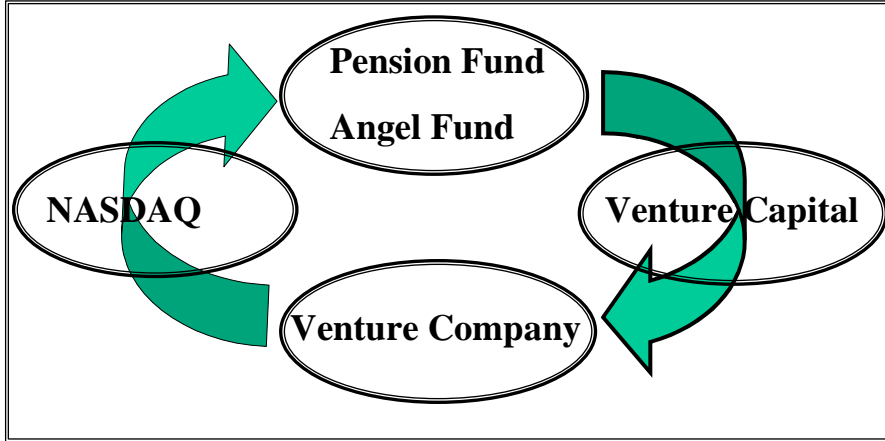 Pension Fund
Angel Fund
NASDAQ
Venture Capital
Venture Company